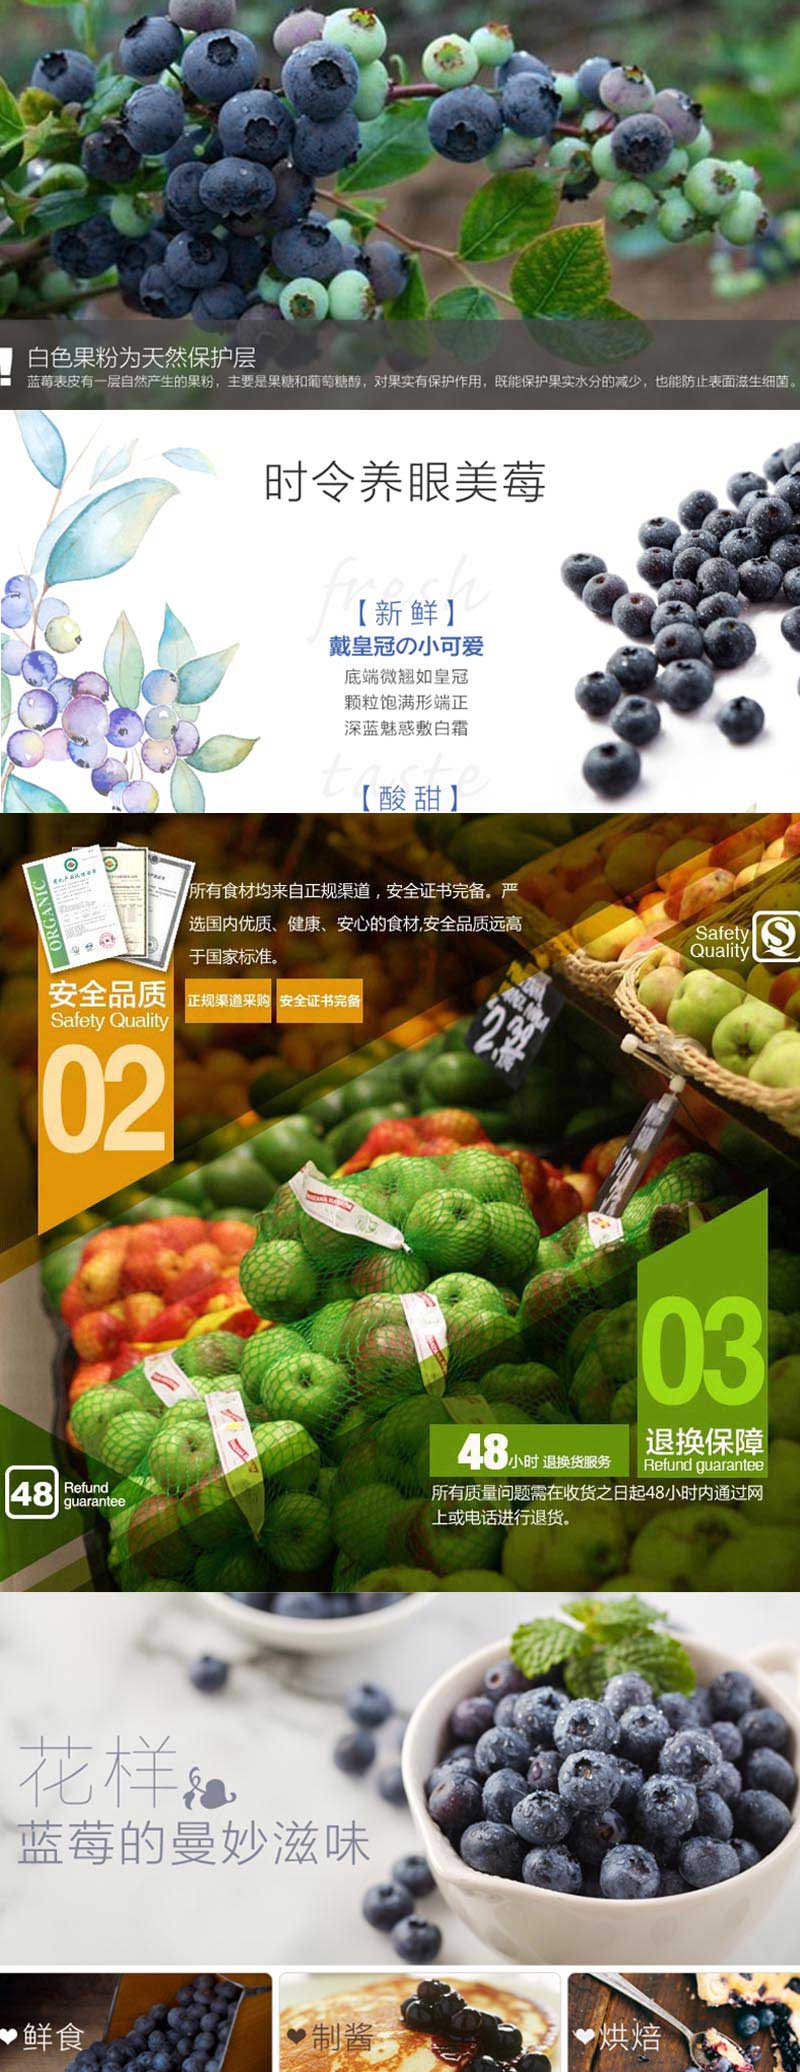 !
白色果粉为天然保护层
蓝莓表皮有一层自然产生的果粉，主要是果糖和葡萄糖醇，对果实有保护作用，既能保护果实水分的减少，也能防止表面滋生细菌。
时令养眼美莓
fresh
【新鲜】
戴皇冠の小可爱
底端微翘如皇冠
颗粒饱满形端正
深蓝魅惑敷白霜
taste
【酸甜】
ORGANIC
所有食材均来自正规渠道，安全证书完备。严
选国内优质、健康、安心的食材,安全品质远高
于国家标准。
Safety
Quality
安全品质
Safety Quality
正规渠道采购 安全证书完备
02
2.99
03
48小时 退换货服务
退换保障
Refund guarantee
48
Refund
guarantee
所有质量问题需在收货之日起48小时内通过网
上或电话进行退货。
花样
蓝莓的曼妙滋味
❤鲜食
❤制酱
❤烘焙